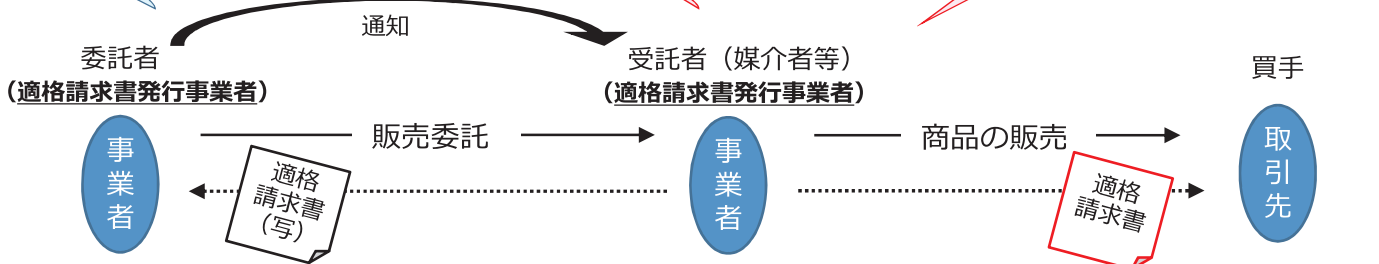 通知
委託者
（適格請求書発行事業者）
受託者（媒介者等）
（適格請求書発行事業者）
買手
事業者
販売委託
適格
請求書
（写）
事業者
商品の販売
適格
請求書
取引先